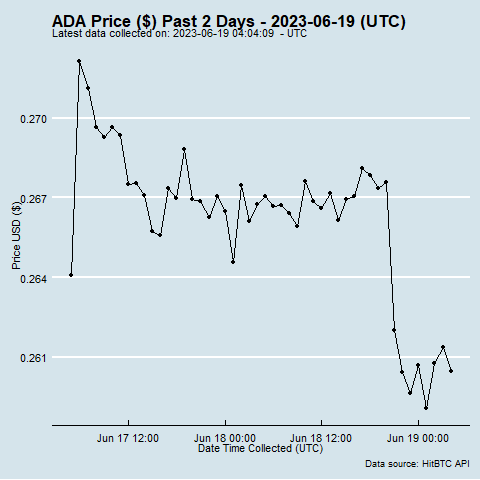 ADA Price ($) Past 2 Days - 2023-06-19 (UTC)
Latest data collected on: 2023-06-19 04:04:09  - UTC
0.270
0.267
0.264
0.261
Price USD ($)
Jun 17 12:00 Jun 18 00:00 Jun 18 12:00 Jun 19 00:00
Date Time Collected (UTC)
Data source: HitBTC API